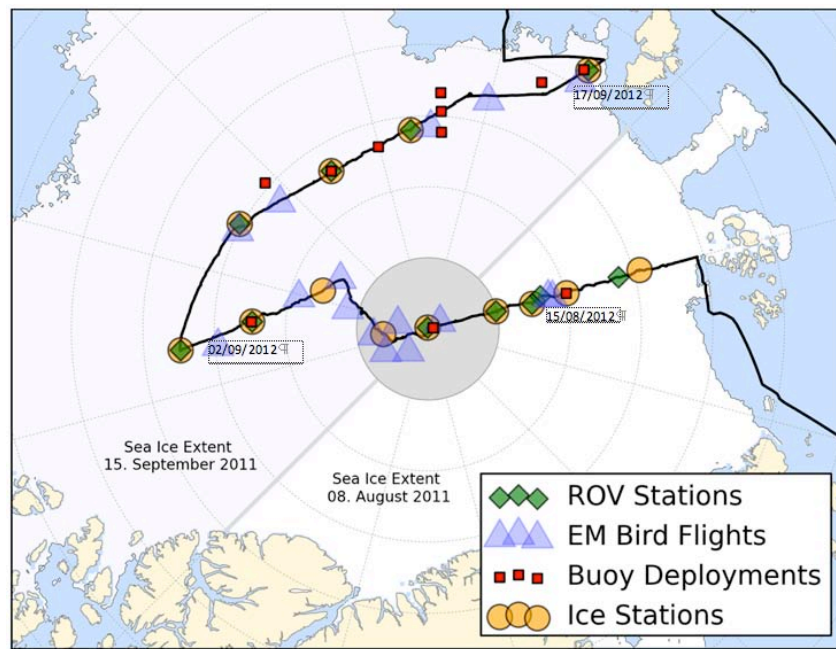 17/09/2012¶
15/08/2012¶
02/09/2012¶
Sea Ice Extent
15. September 2011
Sea Ice Extent
08. August 2011
ROV Stations
EM Bird Flights
Buoy Deployments
Ice Stations